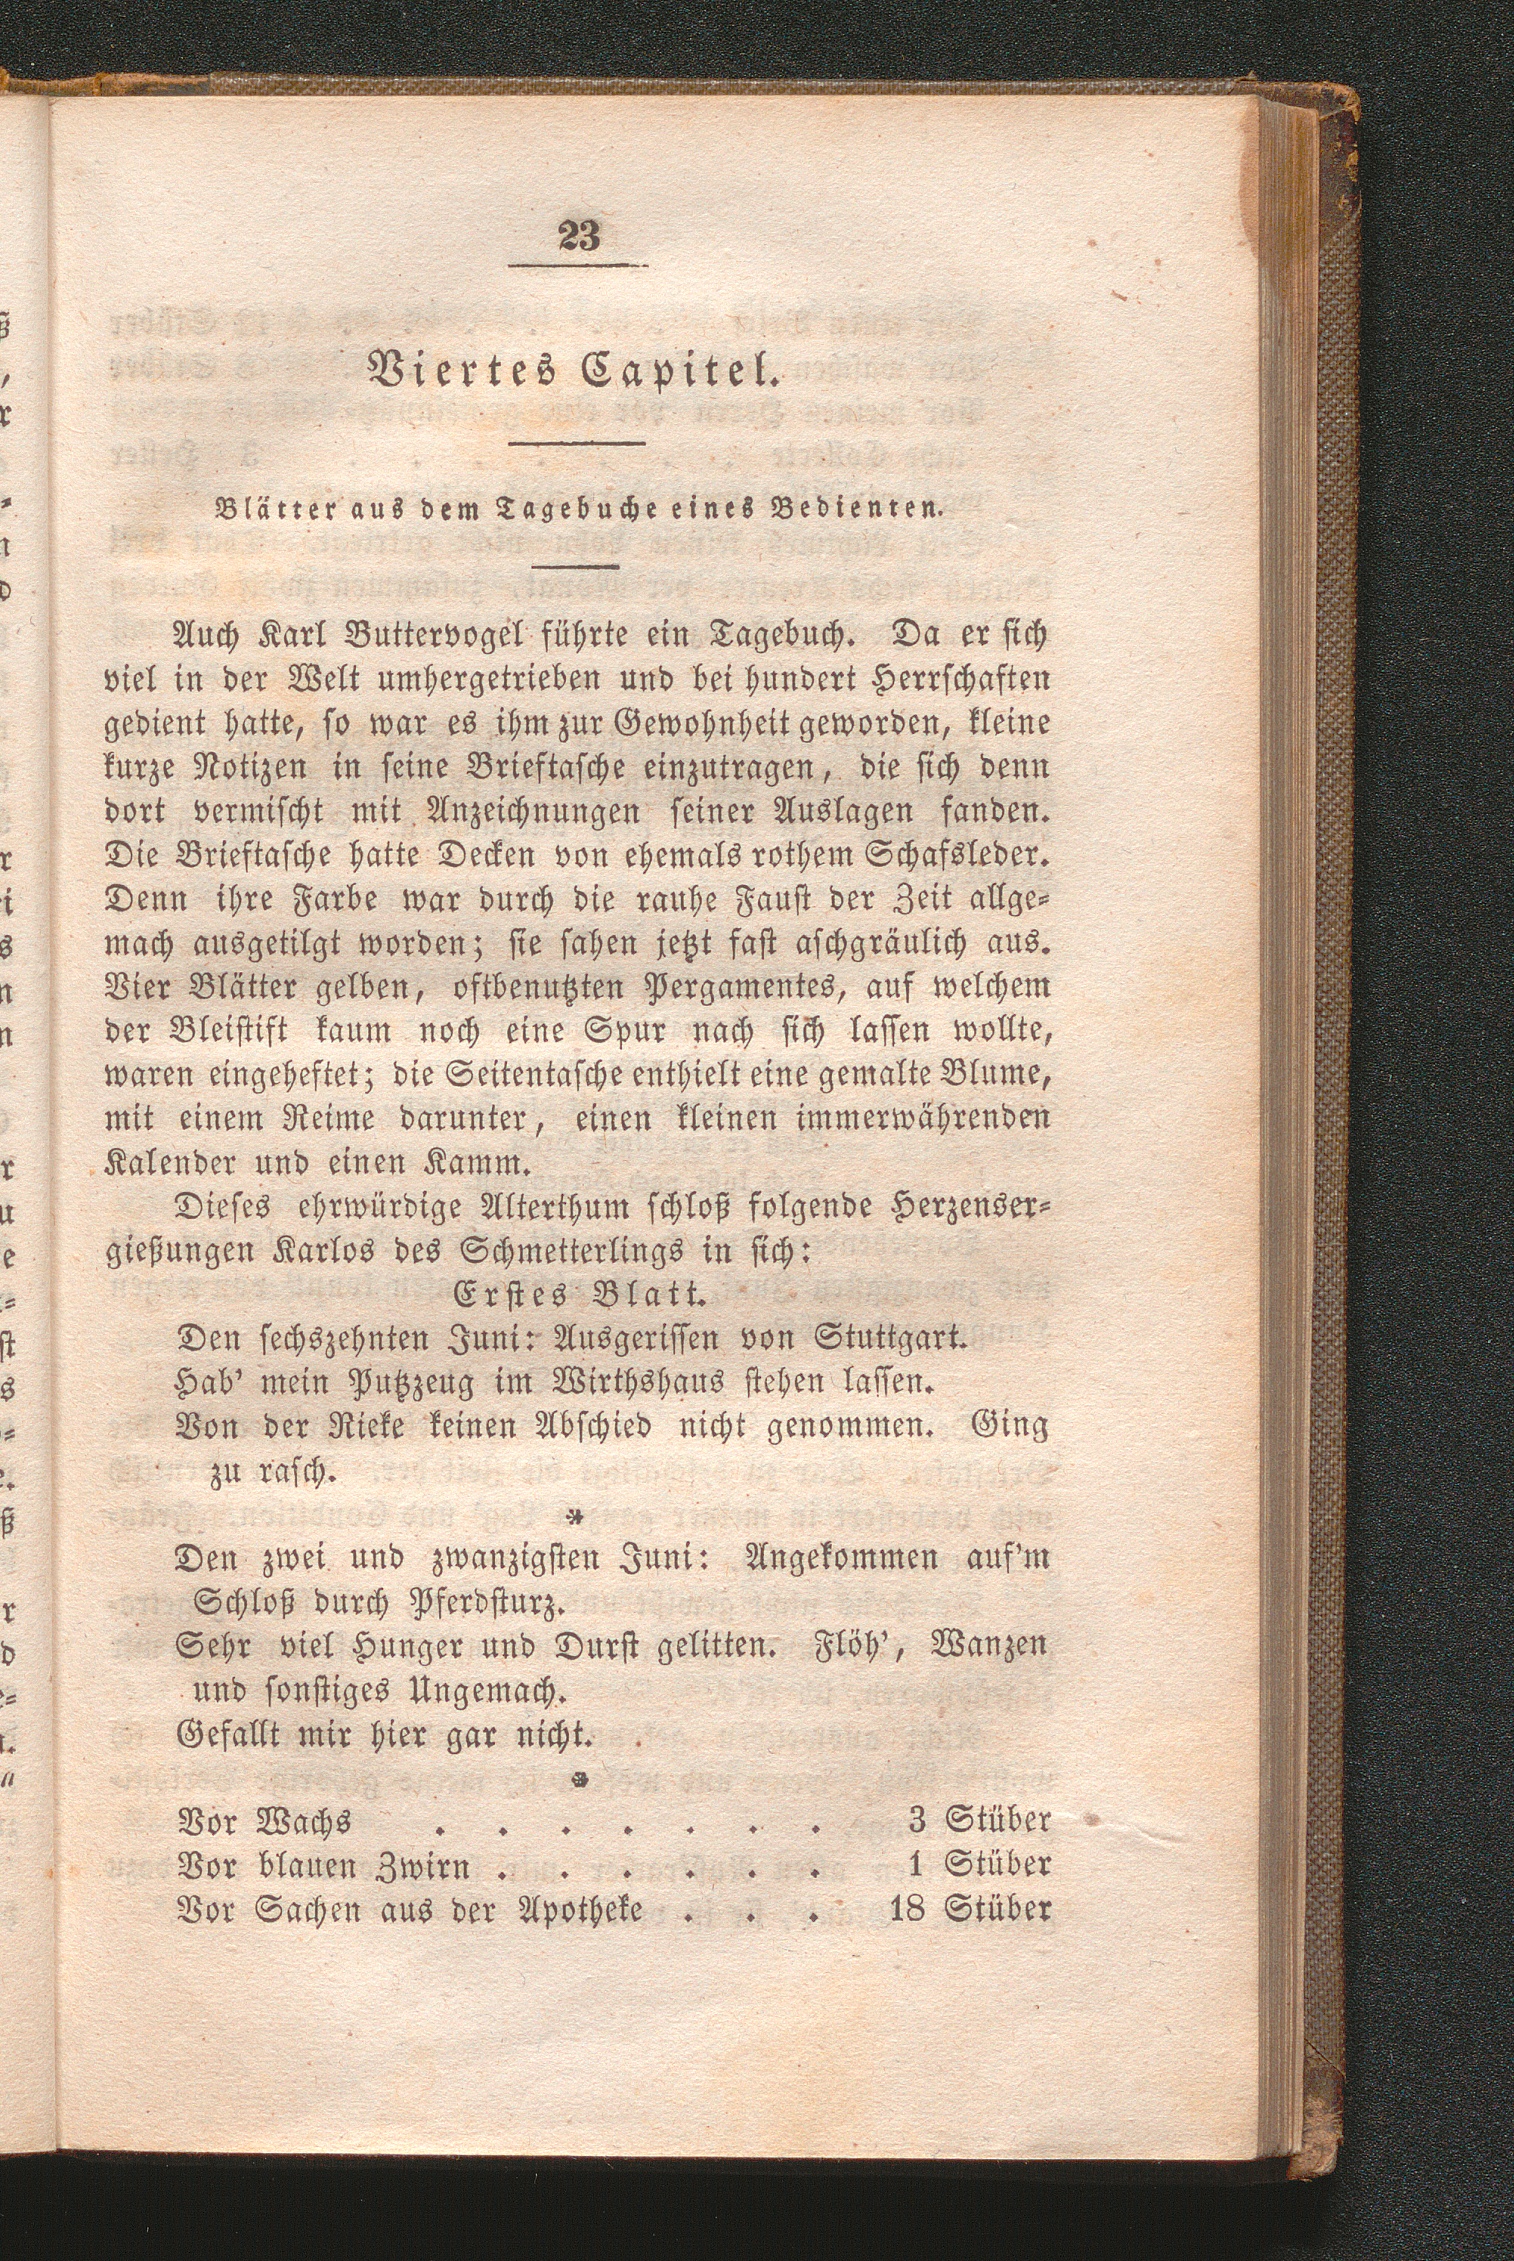 23
Viertes Capitel.
Blätter aus dem Tagebuche eines Bedienten.
Auch Karl Buttervogel führte ein Tagebuch. Da er sich
viel in der Welt umhergetrieben und bei hundert Herrschaften
gedient hatte, so war es ihm zur Gewohnheit geworden, kleine
kurze Notizen in seine Brieftasche einzutragen, die sich denn
dort vermischt mit Anzeichnungen seiner Auslagen fanden.
Die Brieftasche hatte Decken von ehemals rothem Schafsleder.
Denn ihre Farbe war durch die rauhe Faust der Zeit allge-
mach ausgetilgt worden; sie sahen jetzt fast aschgräulich aus.
Vier Blätter gelben, oftbenutzten Pergamentes, auf welchem
der Bleistift kaum noch eine Spur nach sich lassen wollte,
waren eingeheftet; die Seitentasche enthielt eine gemalte Blume,
mit einem Reime darunter, einen kleinen immerwährenden
Kalender und einen Kamm.
Dieses ehrwürdige Alterthum schloß folgende Herzenser-
gießungen Karlos des Schmetterlings in sich:
Erstes Blatt.
Den sechszehnten Juni: Ausgerissen von Stuttgart.
Hab' mein Putzzeug im Wirthshaus stehen lassen.
Von der Rieke keinen Abschied nicht genommen. Ging
zu rasch.
*
Den zwei und zwanzigsten Juni: Angekommen auf'm
Schloß durch Pferdsturz.
Sehr viel Hunger und Durst gelitten. Flöh', Wanzen
und sonstiges Ungemach.
Gefallt mir hier gar nicht.
*
Vor Wachs . . . . . . . 3 Stüber
Vor blauen Zwirn . . . . . . 1 Stüber
Vor Sachen aus der Apotheke . . . 18 Stüber